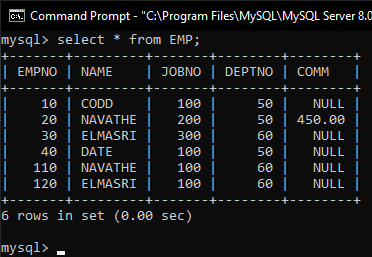 Command Prompt - "C:\Program Files\MySQL\MySQL Server 8.0
mysql> select * from EMP;
+-------+---------+-------+--------+--------+
| EMPNO | NAME    | JOBNO | DEPTNO | COMM   |
+-------+---------+-------+--------+--------+
|    10 | CODD    |   100 |     50 |   NULL |
|    20 | NAVATHE |   200 |     50 | 450.00 |
|    30 | ELMASRI |   300 |     60 |   NULL |
|    40 | DATE    |   100 |     50 |   NULL |
|   110 | NAVATHE |   100 |     60 |   NULL |
|   120 | ELMASRI |   100 |     60 |   NULL |
+-------+---------+-------+--------+--------+
6 rows in set (0.00 sec)
mysql>